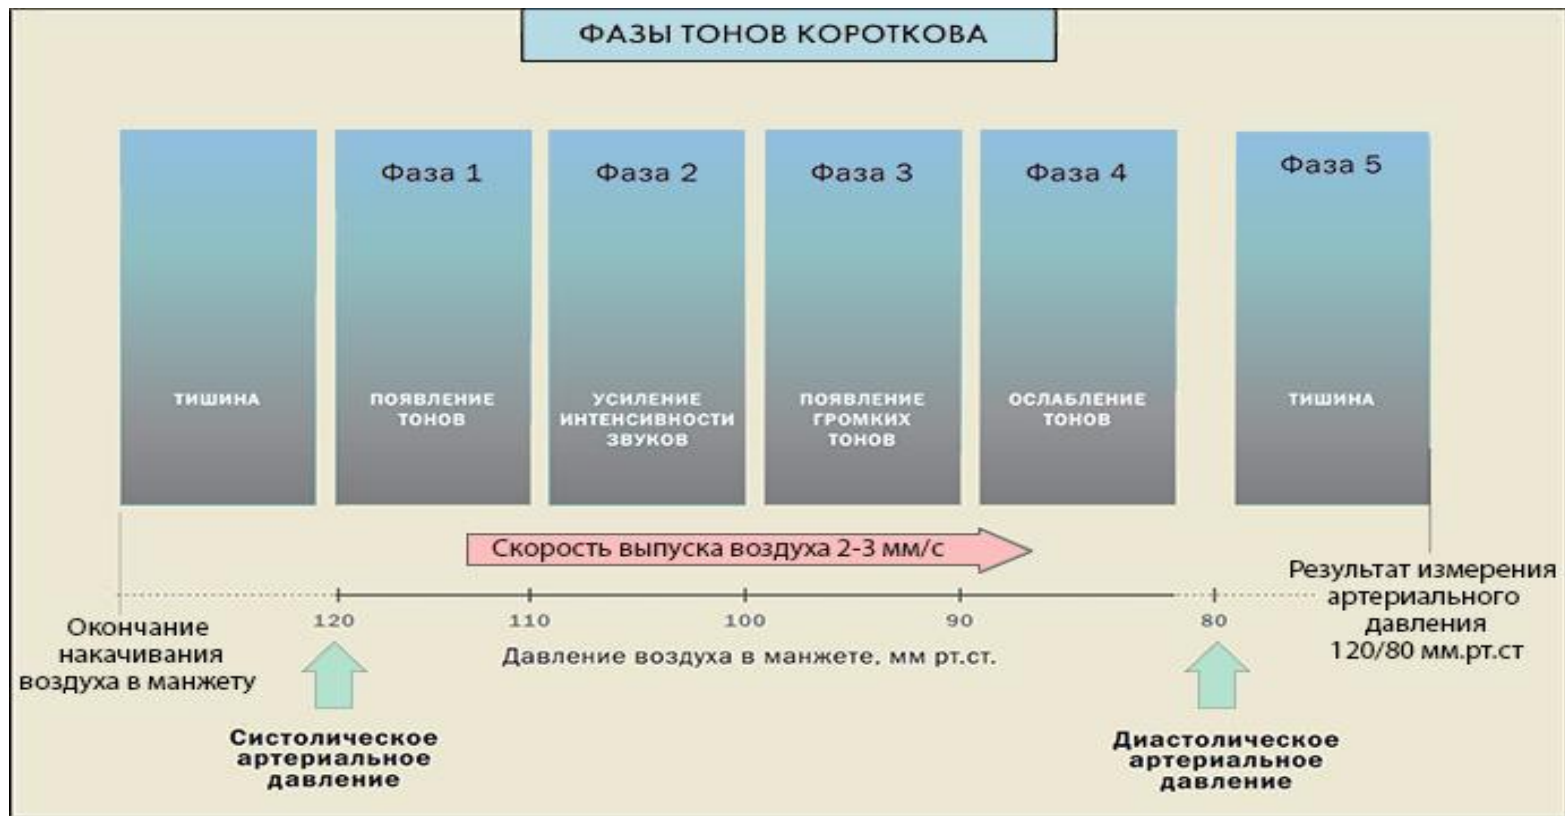 ФАЗЫ ТОНОВ КОРОТКОВА
Фаза 1
Фаза 2
Фаза 3
Фаза 4
Фаза 5
ТИШИНА
ПОЯВЛЕНИЕ
ТОНОВ
УСИЛЕНИЕ
ИНТЕНСИВНОСТИ
ЗВУКОВ
ПОЯВЛЕНИЕ
ГРОМКИХ
ТОНОВ
ОСЛАБЛЕНИЕ
ТОНОВ
ТИШИНА
Скорость выпуска воздуха 2-3 мм/с
120
110
100
90
80
Давление воздуха в манжете, мм рт.ст.
Окончание
накачивания
воздуха в манжету
Результат измерения
артериального
давления
120/80 мм.рт.ст
Систолическое
артериальное
давление
Диастолическое
артериальное
давление